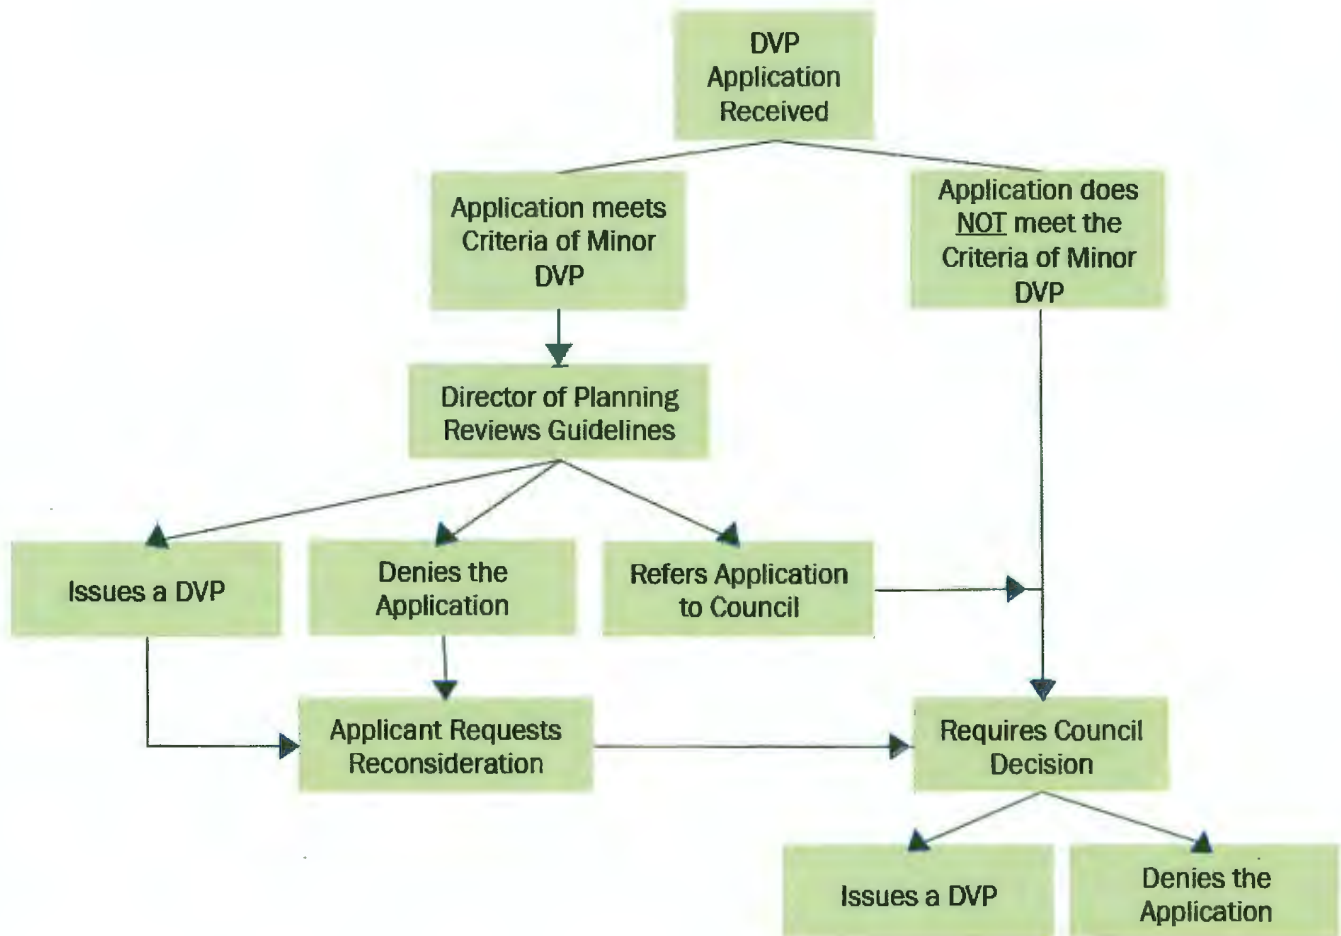 DVP
Application
Received
Application meets
Criteria of Minor
DVP
Application does
NOT meet the
Criteria of Minor
DVP
Director of Planning
Reviews Guidelines
Issues a DVP
Denies the
Application
Refers Application
to Council
Applicant Requests
Reconsideration
Requires Council
Decision
Issues a DVP
Denies the
Application